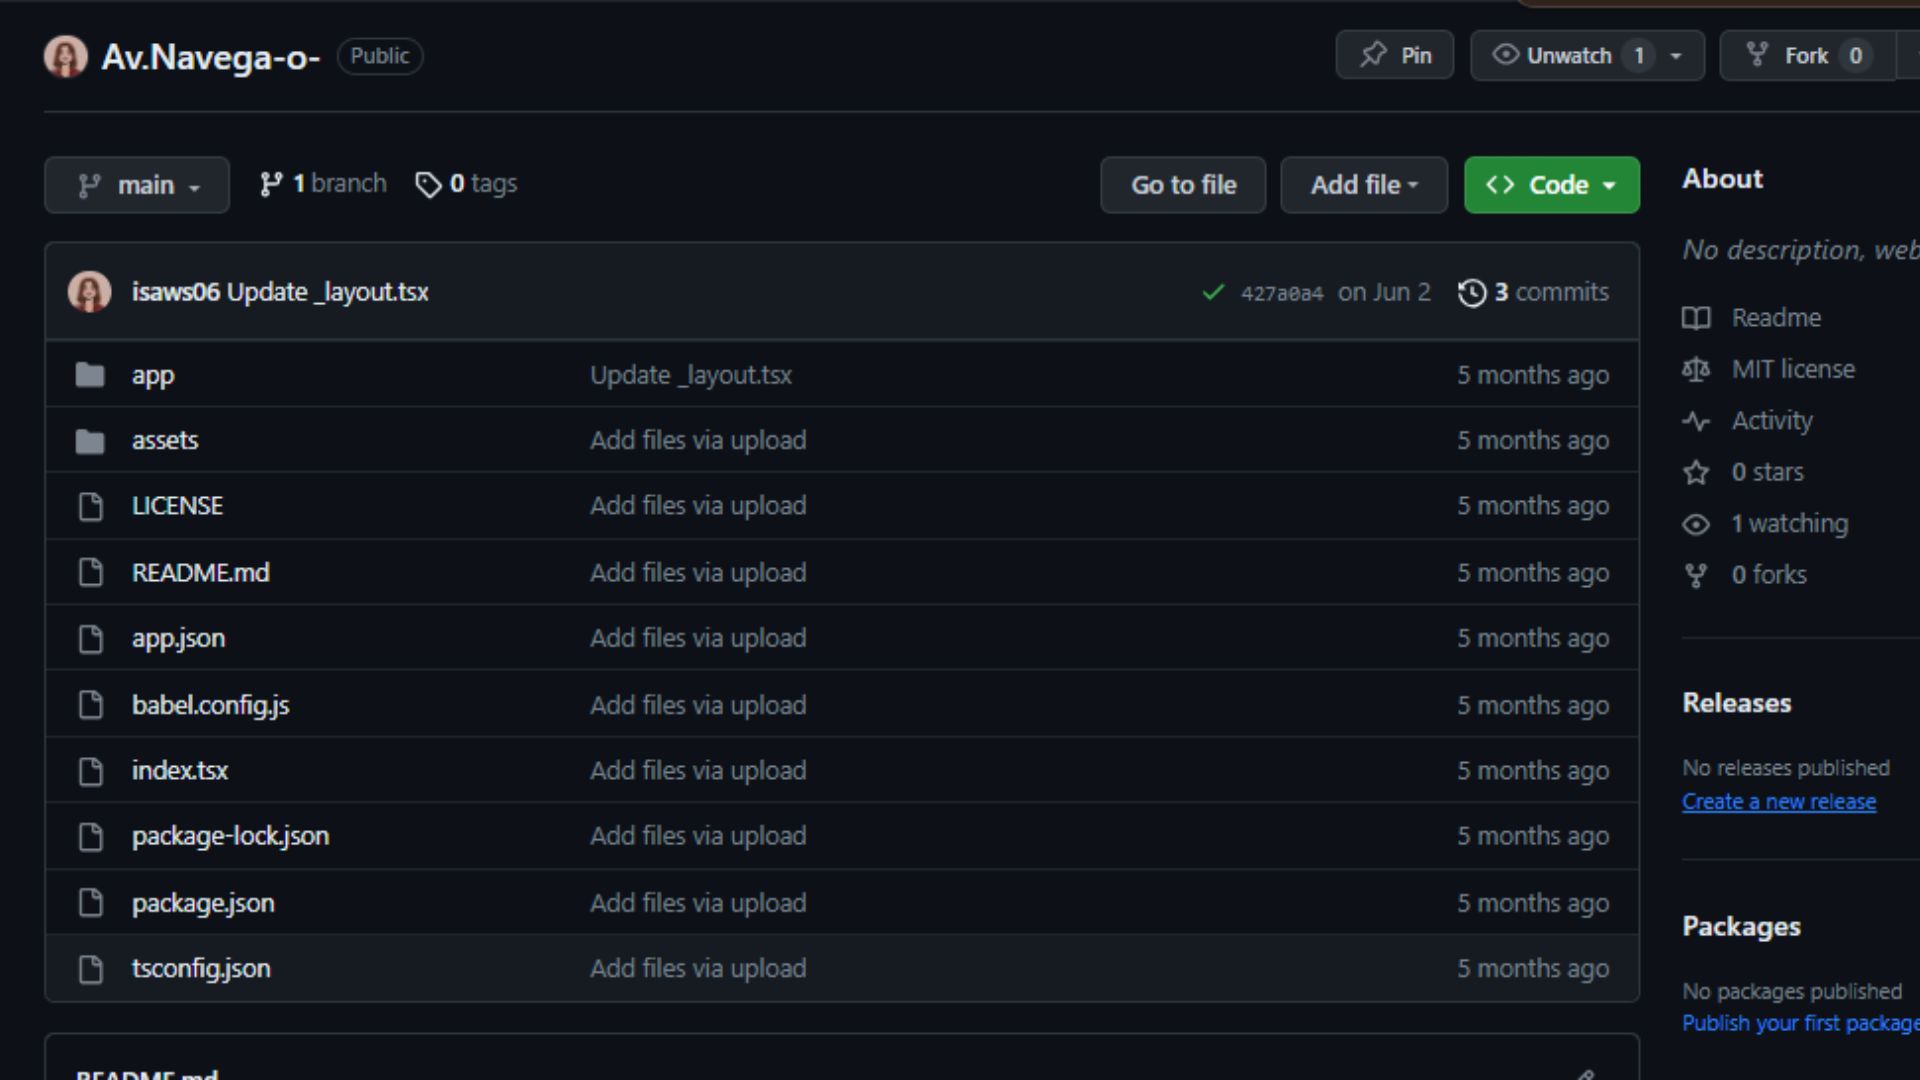 Av.Navega-o- Public Pin Unwatch 1 Fork 0
main 1 branch 0 tags Go to file Add file Code
isaws06 Update _layout.tsx 427a0a4 on Jun 2 3 commits
app Update _layout.tsx 5 months ago
assets Add files via upload 5 months ago
LICENSE Add files via upload 5 months ago
README.md Add files via upload 5 months ago
app.json Add files via upload 5 months ago
babel.config.js Add files via upload 5 months ago
index.tsx Add files via upload 5 months ago
package-lock.json Add files via upload 5 months ago
package.json Add files via upload 5 months ago
tsconfig.json Add files via upload 5 months ago
README.md
About
No description, web
Readme
MIT license
Activity
0 stars
1 watching
0 forks
Releases
No releases published
Create a new release
Packages
No packages published
Publish your first package